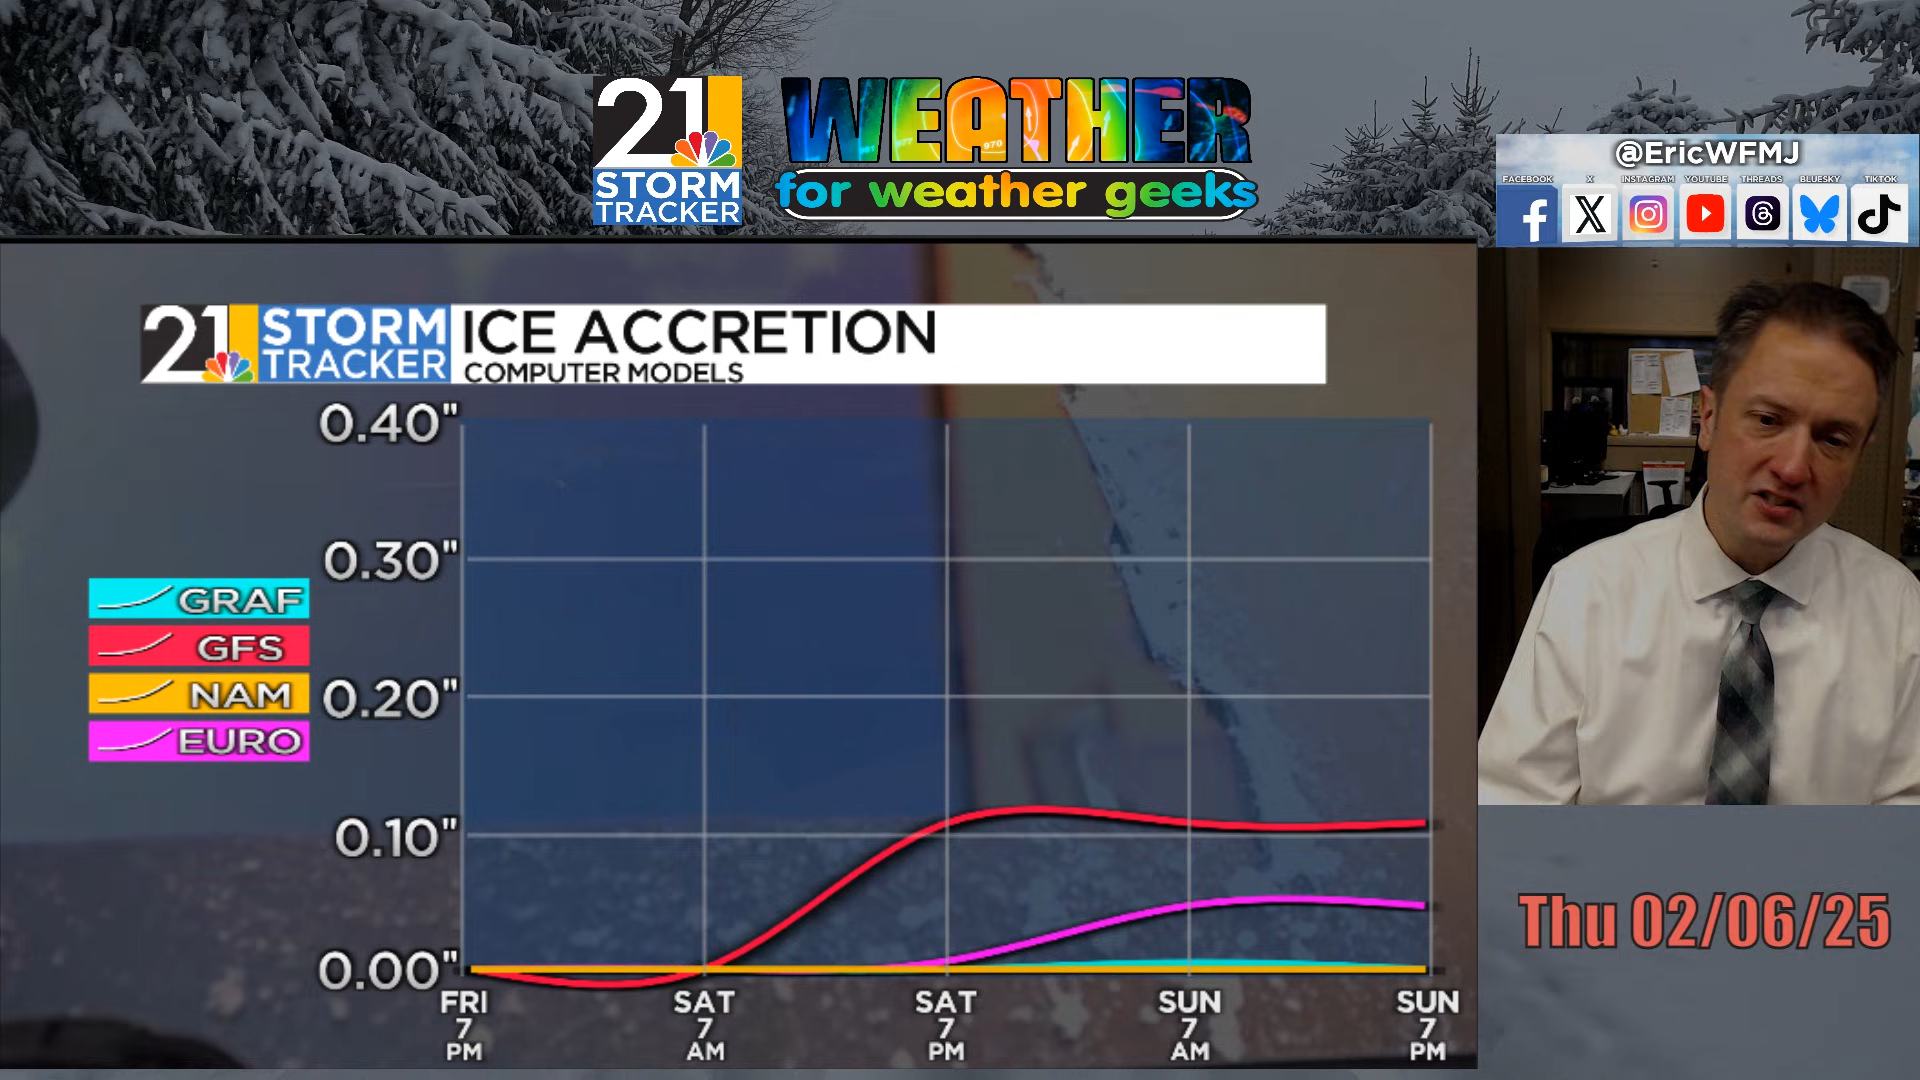 21
STORM
TRACKER
WEATHER
for weather geeks
970
@EricWFMJ
FACEBOOK X INSTAGRAM YOUTUBE THREADS BLUESKY TIKTOK
21 STORM
TRACKER
ICE ACCRETION
COMPUTER MODELS
0.40"
0.30"
0.20"
0.10"
0.00"
GRAF
GFS
NAM
EURO
FRI
7
PM
SAT
7
AM
SAT
7
PM
SUN
7
AM
SUN
7
PM
Thu 02/06/25